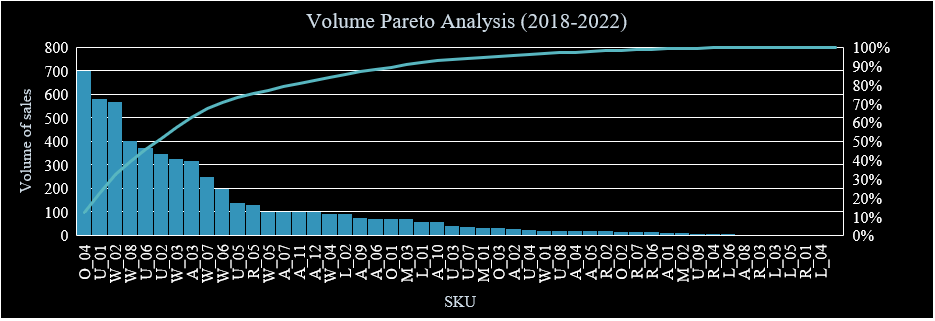 Volume Pareto Analysis (2018-2022)
800
700
600
500
400
300
200
100
0
Volume of sales
100%
90%
80%
70%
60%
50%
40%
30%
20%
10%
0%
O_04
U_01
W_02
W_08
U_06
U_02
W_03
A_03
W_07
W_06
U_05
R_05
W_05
A_07
A_11
A_12
W_04
L_02
A_09
A_06
O_01
M_03
L_01
A_10
U_03
U_07
M_01
O_03
A_05
W_01
U_08
A_04
A_02
O_02
R_07
R_06
A_01
M_02
U_09
R_04
L_06
A_08
R_03
L_03
L_05
R_01
L_04
SKU